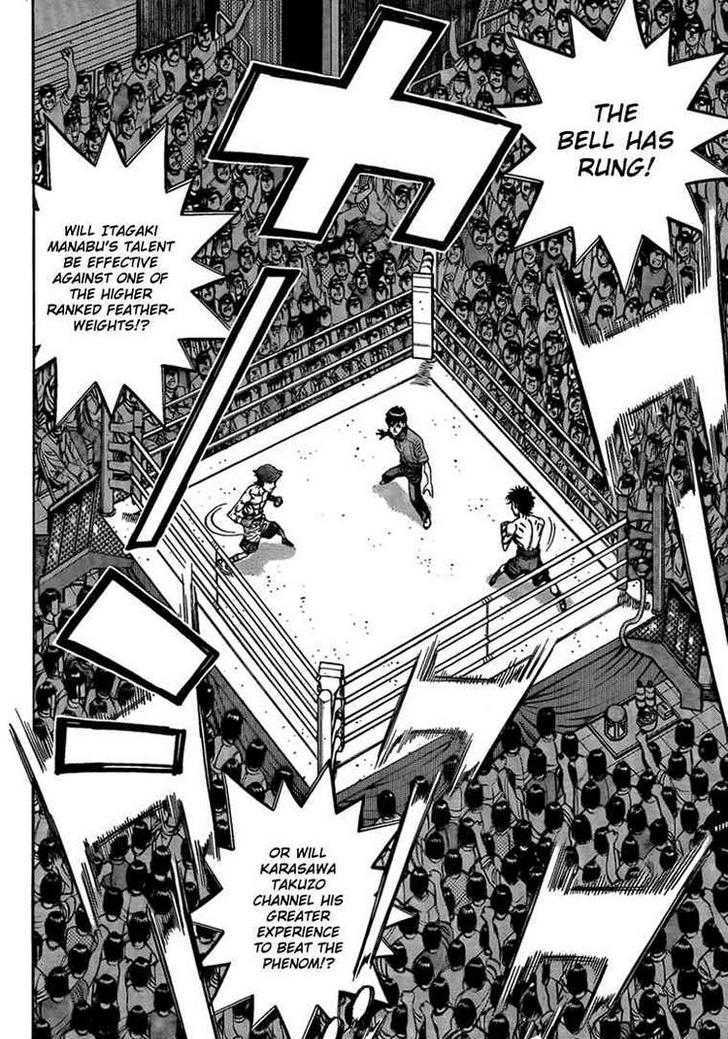 THE
BELL HAS
RUNG!
WILL ITAGAKI
MANABU'S TALENT
BE EFFECTIVE
AGAINST ONE OF
THE HIGHER
RANKED FEATHER-
WEIGHTS!?
カ
OR WILL
KARASAWA
TAKUZO
CHANNEL HIS
GREATER
EXPERIENCE
TO BEAT THE
PHENOM!?